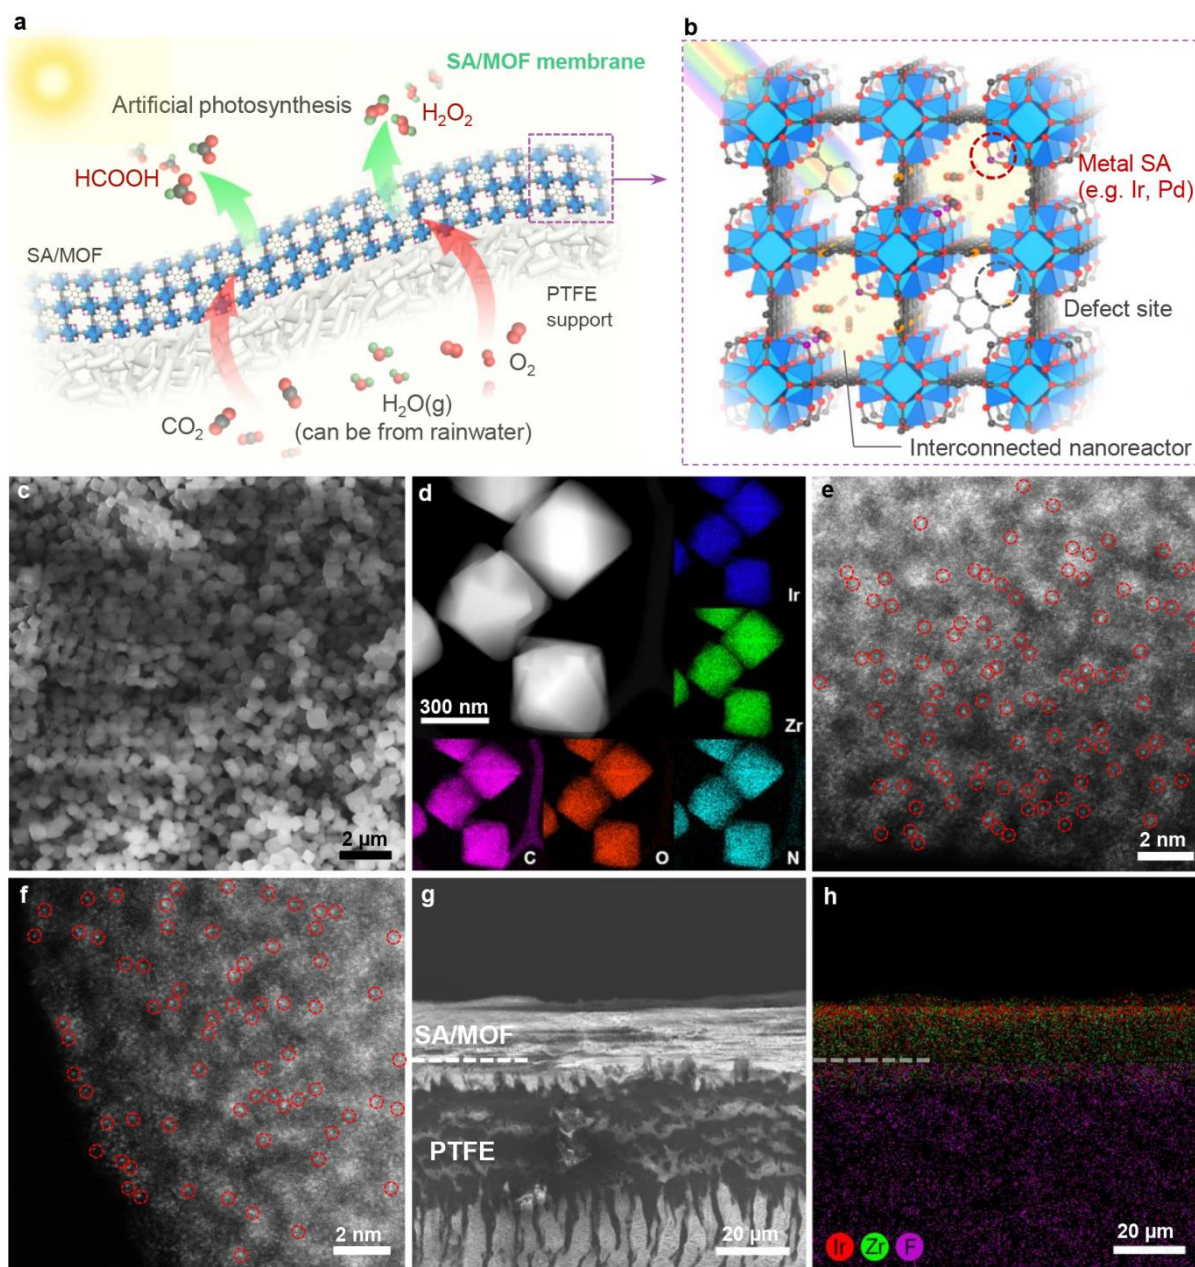 a
SA/MOF membrane
Artificial photosynthesis
H₂O₂
HCOOH
SA/MOF
PTFE
support
O₂
H₂O(g)
(can be from rainwater)
CO₂
b
Metal SA
(e.g. Ir, Pd)
Defect site
Interconnected nanoreactor
c
2 μm
d
Ir
300 nm
Zr
C
O
N
e
2 nm
f
2 nm
g
SA/MOF
PTFE
20 μm
h
Ir Zr F
20 μm